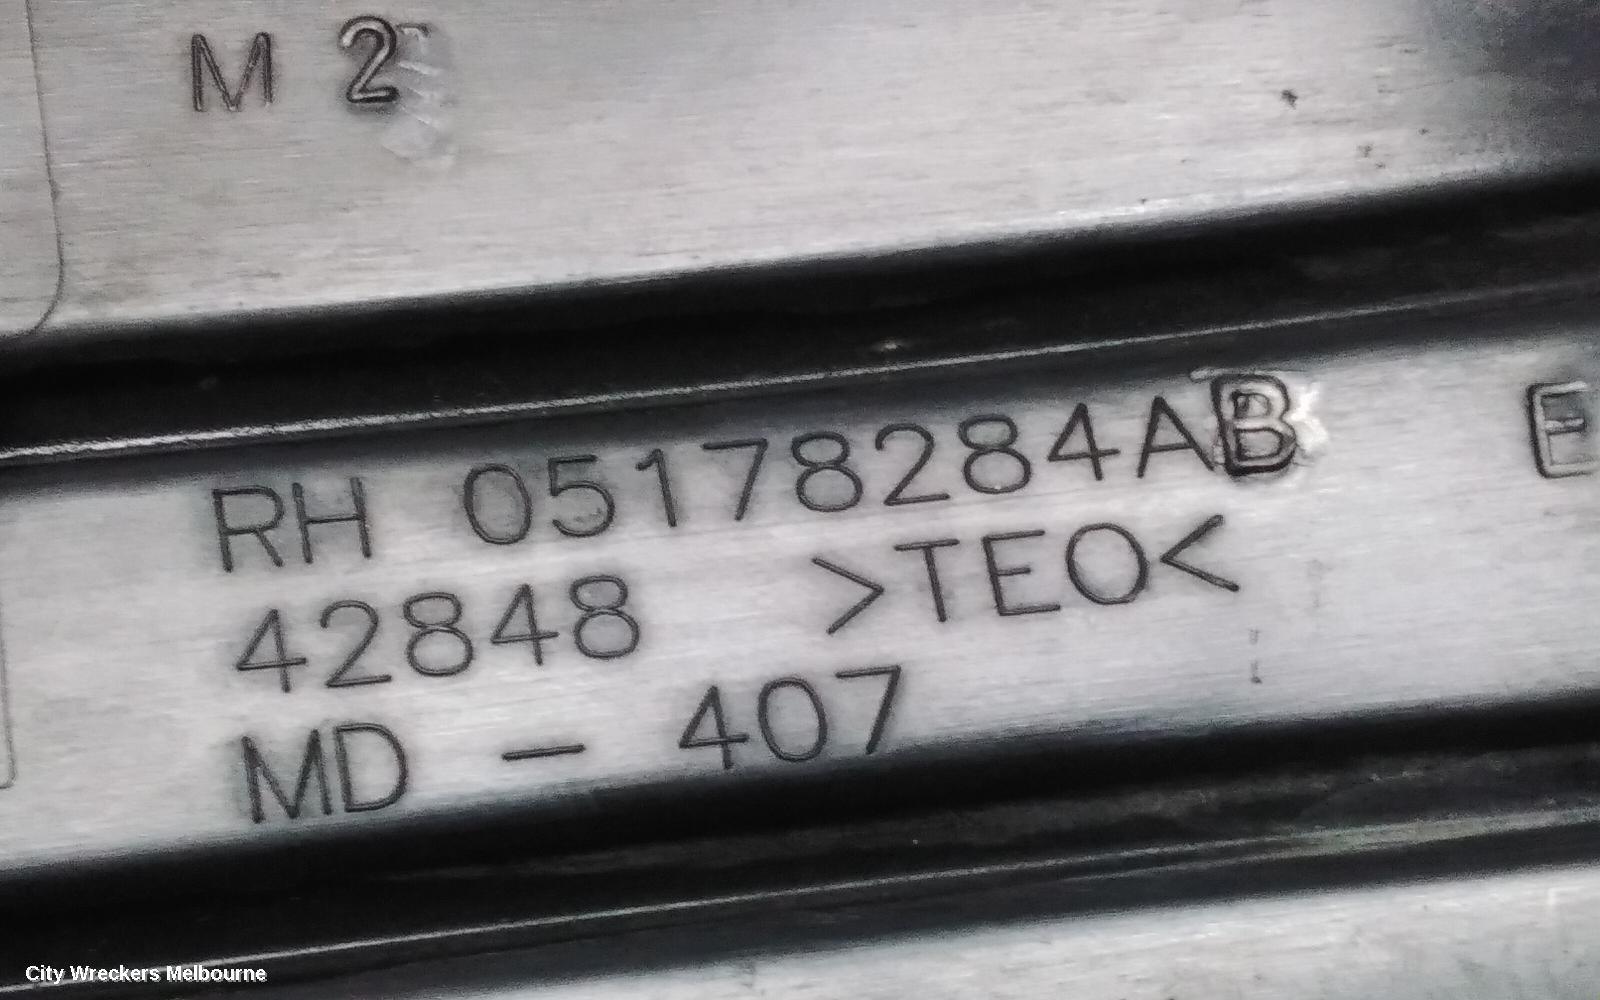 M 2
RH 05178284AB E
42848 >TEO<
MD - 407
City Wreckers Melbourne